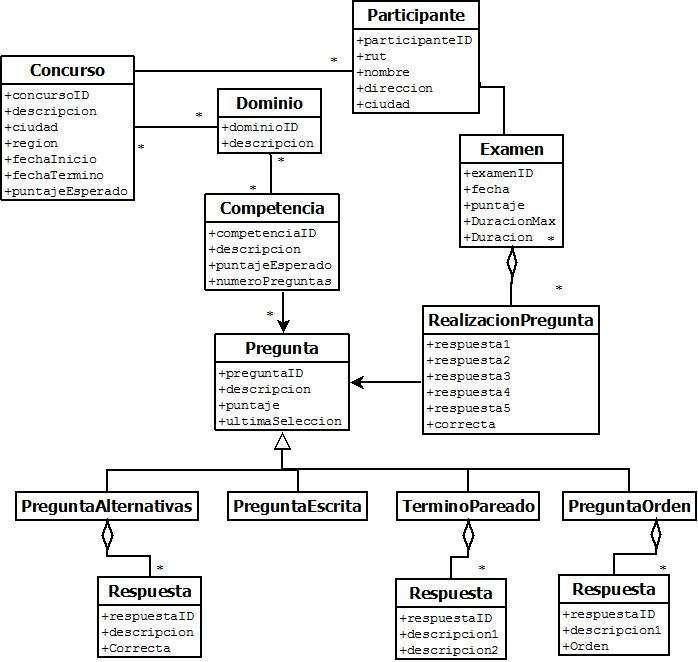 Participante
+participanteID
+rut
+nombre
+direccion
+ciudad
Concurso
+concursoID
+descripcion
+ciudad
+region
+fechaInicio
+fechaTermino
+puntajeEsperado
*
*
*
Dominio
+dominioID
+descripcion
*
*
Examen
+examenID
+fecha
+puntaje
+DuracionMax
+Duracion *
*
Competencia
+competenciaID
+descripcion
+puntajeEsperado
+numeroPreguntas
*
RealizacionPregunta
+respuesta1
+respuesta2
+respuesta3
+respuesta4
+respuesta5
+correcta
Pregunta
+preguntaID
+descripcion
+puntaje
+ultimaSeleccion
PreguntaAlternativas
PreguntaEscrita
TerminoPareado
PreguntaOrden
*
*
*
Respuesta
+respuestaID
+descripcion
+Correcta
Respuesta
+respuestaID
+descripcion1
+descripcion2
Respuesta
+respuestaID
+descripcion1
+Orden